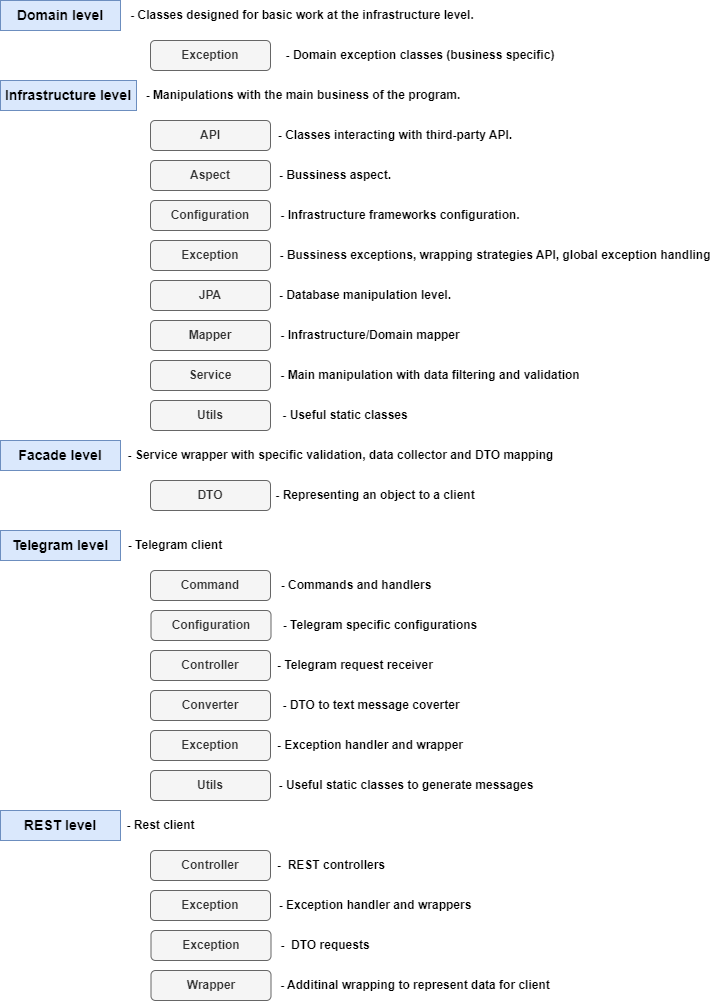 Domain level - Classes designed for basic work at the infrastructure level.
Exception - Domain exception classes (business specific)
Infrastructure level - Manipulations with the main business of the program.
API - Classes interacting with third-party API.
Aspect - Bussiness aspect.
Configuration - Infrastructure frameworks configuration.
Exception - Bussiness exceptions, wrapping strategies API, global exception handling
JPA - Database manipulation level.
Mapper - Infrastructure/Domain mapper
Service - Main manipulation with data filtering and validation
Utils - Useful static classes
Facade level - Service wrapper with specific validation, data collector and DTO mapping
DTO - Representing an object to a client
Telegram level - Telegram client
Command - Commands and handlers
Configuration - Telegram specific configurations
Controller - Telegram request receiver
Converter - DTO to text message coverter
Exception - Exception handler and wrapper
Utils - Useful static classes to generate messages
REST level - Rest client
Controller - REST controllers
Exception - Exception handler and wrappers
Exception - DTO requests
Wrapper - Additinal wrapping to represent data for client